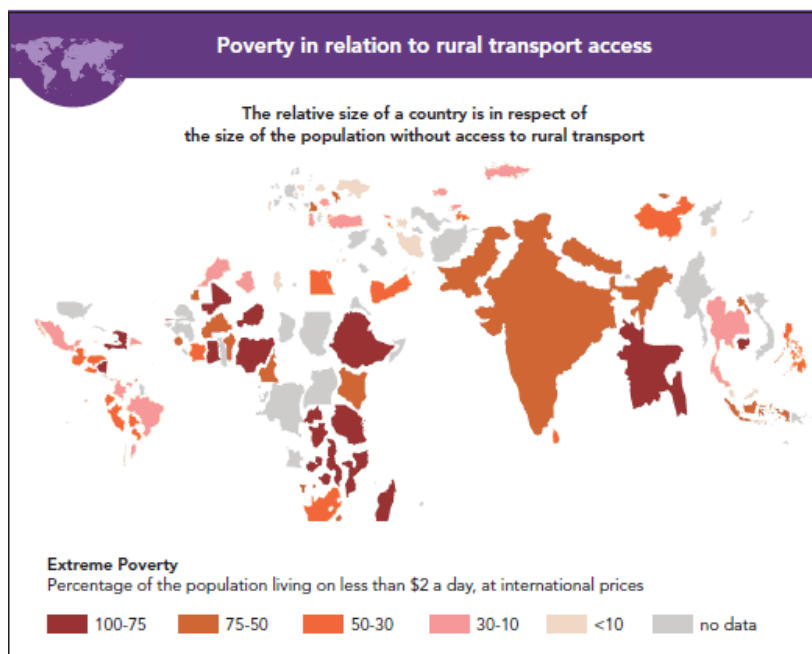 Poverty in relation to rural transport access
The relative size of a country is in respect of
the size of the population without access to rural transport
Extreme Poverty
Percentage of the population living on less than $2 a day, at international prices
100-75 75-50 50-30 30-10 <10 no data